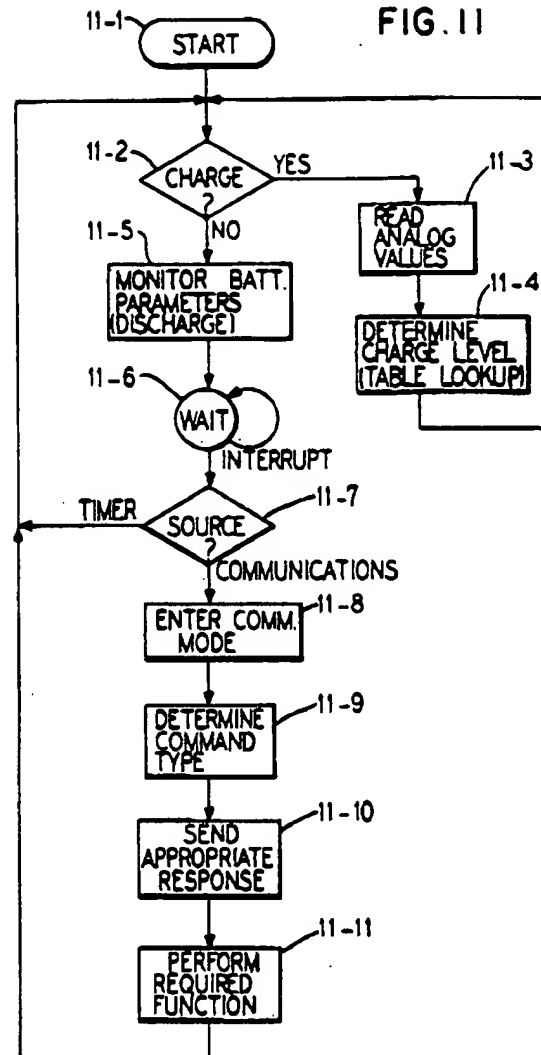 FIG. 11
11-1
START
11-2
CHARGE
?
YES
NO
11-3
READ
ANALOG
VALUES
11-4
DETERMINE
CHARGE LEVEL
(TABLE LOOKUP)
11-5
MONITOR BATT.
PARAMETERS
(DISCHARGE)
11-6
WAIT
INTERRUPT
11-7
TIMER
SOURCE
?
COMMUNICATIONS
11-8
ENTER COMM.
MODE
11-9
DETERMINE
COMMAND
TYPE
11-10
SEND
APPROPRIATE
RESPONSE
11-11
PERFORM
REQUIRED
FUNCTION